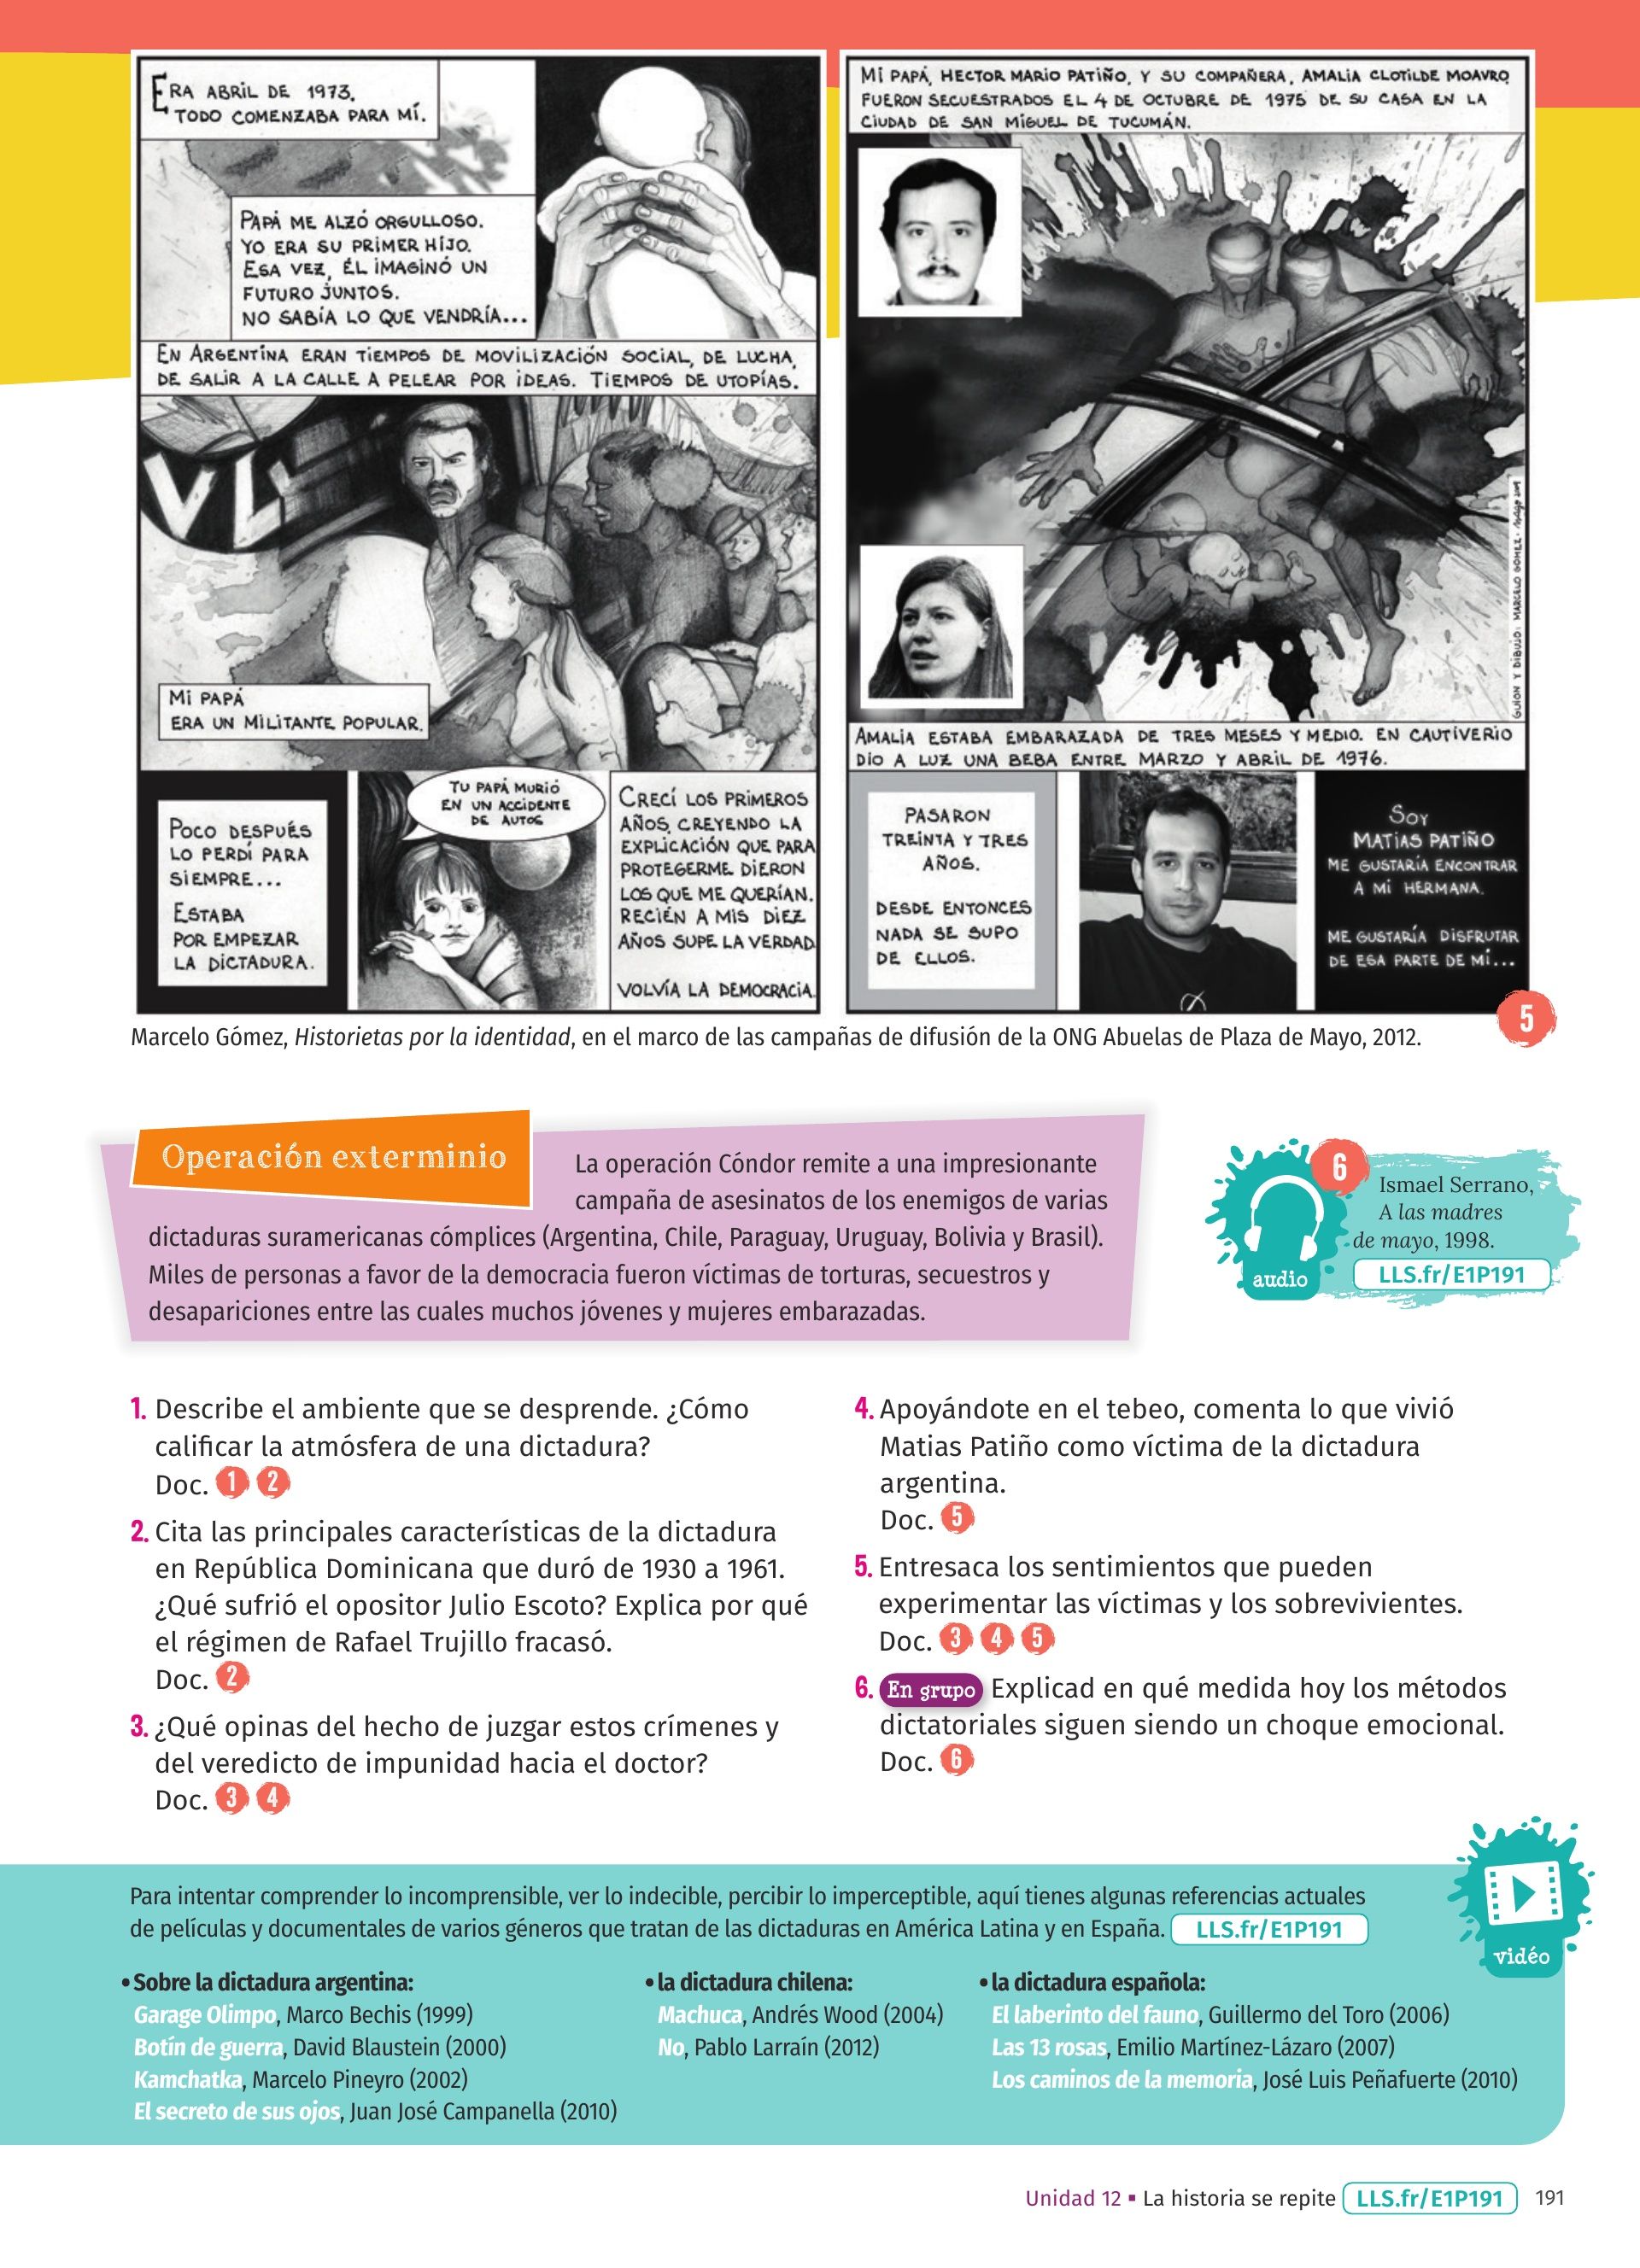 ERA ABRIL DE 1973.
TODO COMENZABA PARA MÍ.
PAPÁ ME ALZÓ ORGULLOSO.
YO ERA SU PRIMER HIJO.
ESA VEZ, ÉL IMAGINÓ UN
FUTURO JUNTOS.
NO SABÍA LO QUE VENDRÍA...
EN ARGENTINA ERAN TIEMPOS DE MOVILIZACIÓN SOCIAL, DE LUCHA,
DE SALIR A LA CALLE A PELEAR POR IDEAS. TIEMPOS DE UTOPÍAS.
MI PAPÁ
ERA UN MILITANTE POPULAR.
POCO DESPUÉS
LO PERDÍ PARA
SIEMPRE...
ESTABA
POR EMPEZAR
LA DICTADURA.
TU PAPÁ MURIÓ
EN UN ACCIDENTE
DE AUTOS
CRECÍ LOS PRIMEROS
AÑOS, CREYENDO LA
EXPLICACIÓN QUE PARA
PROTEGERME DIERON
LOS QUE ME QUERÍAN.
RECIÉN A MIS DIEZ
AÑOS SUPE LA VERDAD
VOLVÍA LA DEMOCRACIA.
MI PAPÁ, HECTOR MARIO PATIÑO, Y SU COMPAÑERA, AMALIA CLOTILDE MOAVRO
FUERON SECUESTRADOS EL 4 DE OCTUBRE DE 1975 DE SU CASA EN LA
CIUDAD DE SAN MIGUEL DE TUCUMÁN.
GUIÓN Y DIBUJO: MARCELO GÓMEZ -
AMALIA ESTABA EMBARAZADA DE TRES MESES Y MEDIO. EN CAUTIVERIO
DIO A LUZ UNA BEBA ENTRE MARZO Y ABRIL DE 1976.
PASARON
TREINTA Y TRES
AÑOS.
DESDE ENTONCES
NADA SE SUPO
DE ELLOS.
SOY
MATIAS PATIÑO
ME GUSTARÍA ENCONTRAR
A MI HERMANA.
ME GUSTARÍA DISFRUTAR
DE ESA PARTE DE MÍ...
5
Marcelo Gómez, Historietas por la identidad, en el marco de las campañas de difusión de la ONG Abuelas de Plaza de Mayo, 2012.
Operación exterminio
La operación Cóndor remite a una impresionante
campaña de asesinatos de los enemigos de varias
dictaduras suramericanas cómplices (Argentina, Chile, Paraguay, Uruguay, Bolivia y Brasil).
Miles de personas a favor de la democracia fueron víctimas de torturas, secuestros y
desapariciones entre las cuales muchos jóvenes y mujeres embarazadas.
6
Ismael Serrano,
A las madres
de mayo, 1998.
audio
LLS.fr/E1P191
1. Describe el ambiente que se desprende. ¿Cómo
calificar la atmósfera de una dictadura?
Doc. 1 2
2. Cita las principales características de la dictadura
en República Dominicana que duró de 1930 a 1961.
¿Qué sufrió el opositor Julio Escoto? Explica por qué
el régimen de Rafael Trujillo fracasó.
Doc. 2
3. ¿Qué opinas del hecho de juzgar estos crímenes y
del veredicto de impunidad hacia el doctor?
Doc. 3 4
4. Apoyándote en el tebeo, comenta lo que vivió
Matias Patiño como víctima de la dictadura
argentina.
Doc. 5
5. Entresaca los sentimientos que pueden
experimentar las víctimas y los sobrevivientes.
Doc. 3 4 5
6. En grupo Explicad en qué medida hoy los métodos
dictatoriales siguen siendo un choque emocional.
Doc. 6
Para intentar comprender lo incomprensible, ver lo indecible, percibir lo imperceptible, aquí tienes algunas referencias actuales
de películas y documentales de varios géneros que tratan de las dictaduras en América Latina y en España. LLS.fr/E1P191
vidéo
• Sobre la dictadura argentina:
Garage Olimpo, Marco Bechis (1999)
Botín de guerra, David Blaustein (2000)
Kamchatka, Marcelo Pineyro (2002)
El secreto de sus ojos, Juan José Campanella (2010)
• la dictadura chilena:
Machuca, Andrés Wood (2004)
No, Pablo Larraín (2012)
• la dictadura española:
El laberinto del fauno, Guillermo del Toro (2006)
Las 13 rosas, Emilio Martínez-Lázaro (2007)
Los caminos de la memoria, José Luis Peñafuerte (2010)
Unidad 12 ▪ La historia se repite LLS.fr/E1P191 191